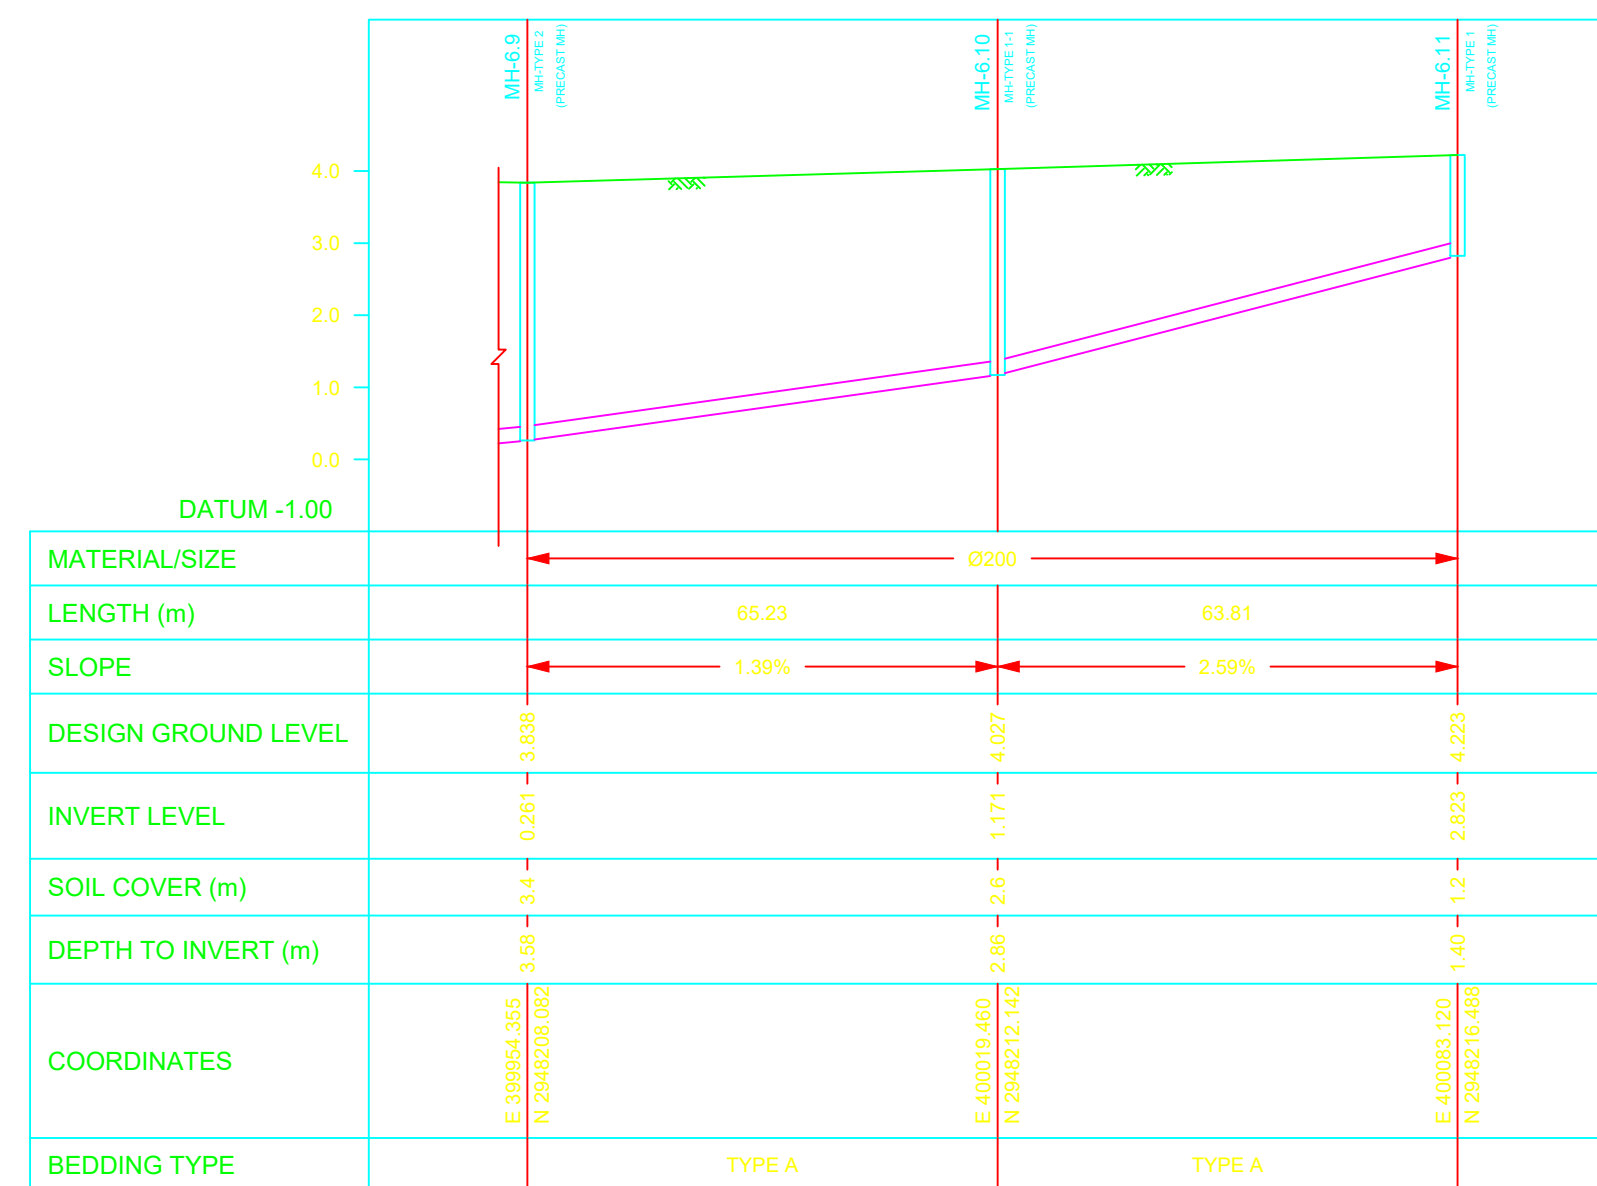 MH-6.9
MH-TYPE 2
(PRECAST MH)
MH-6.10
MH-TYPE 1-1
(PRECAST MH)
MH-6.11
MH-TYPE 1
(PRECAST MH)
4.0
3.0
2.0
1.0
0.0
DATUM -1.00
MATERIAL/SIZE
Ø200
LENGTH (m)
65.23
63.81
SLOPE
1.39%
2.59%
DESIGN GROUND LEVEL
3.838
4.027
4.223
INVERT LEVEL
0.261
1.171
2.823
SOIL COVER (m)
3.4
2.6
1.2
DEPTH TO INVERT (m)
3.58
2.86
1.40
COORDINATES
E 399954.355
N 2948208.082
E 400019.460
N 2948212.142
E 400083.120
N 2948216.488
BEDDING TYPE
TYPE A
TYPE A